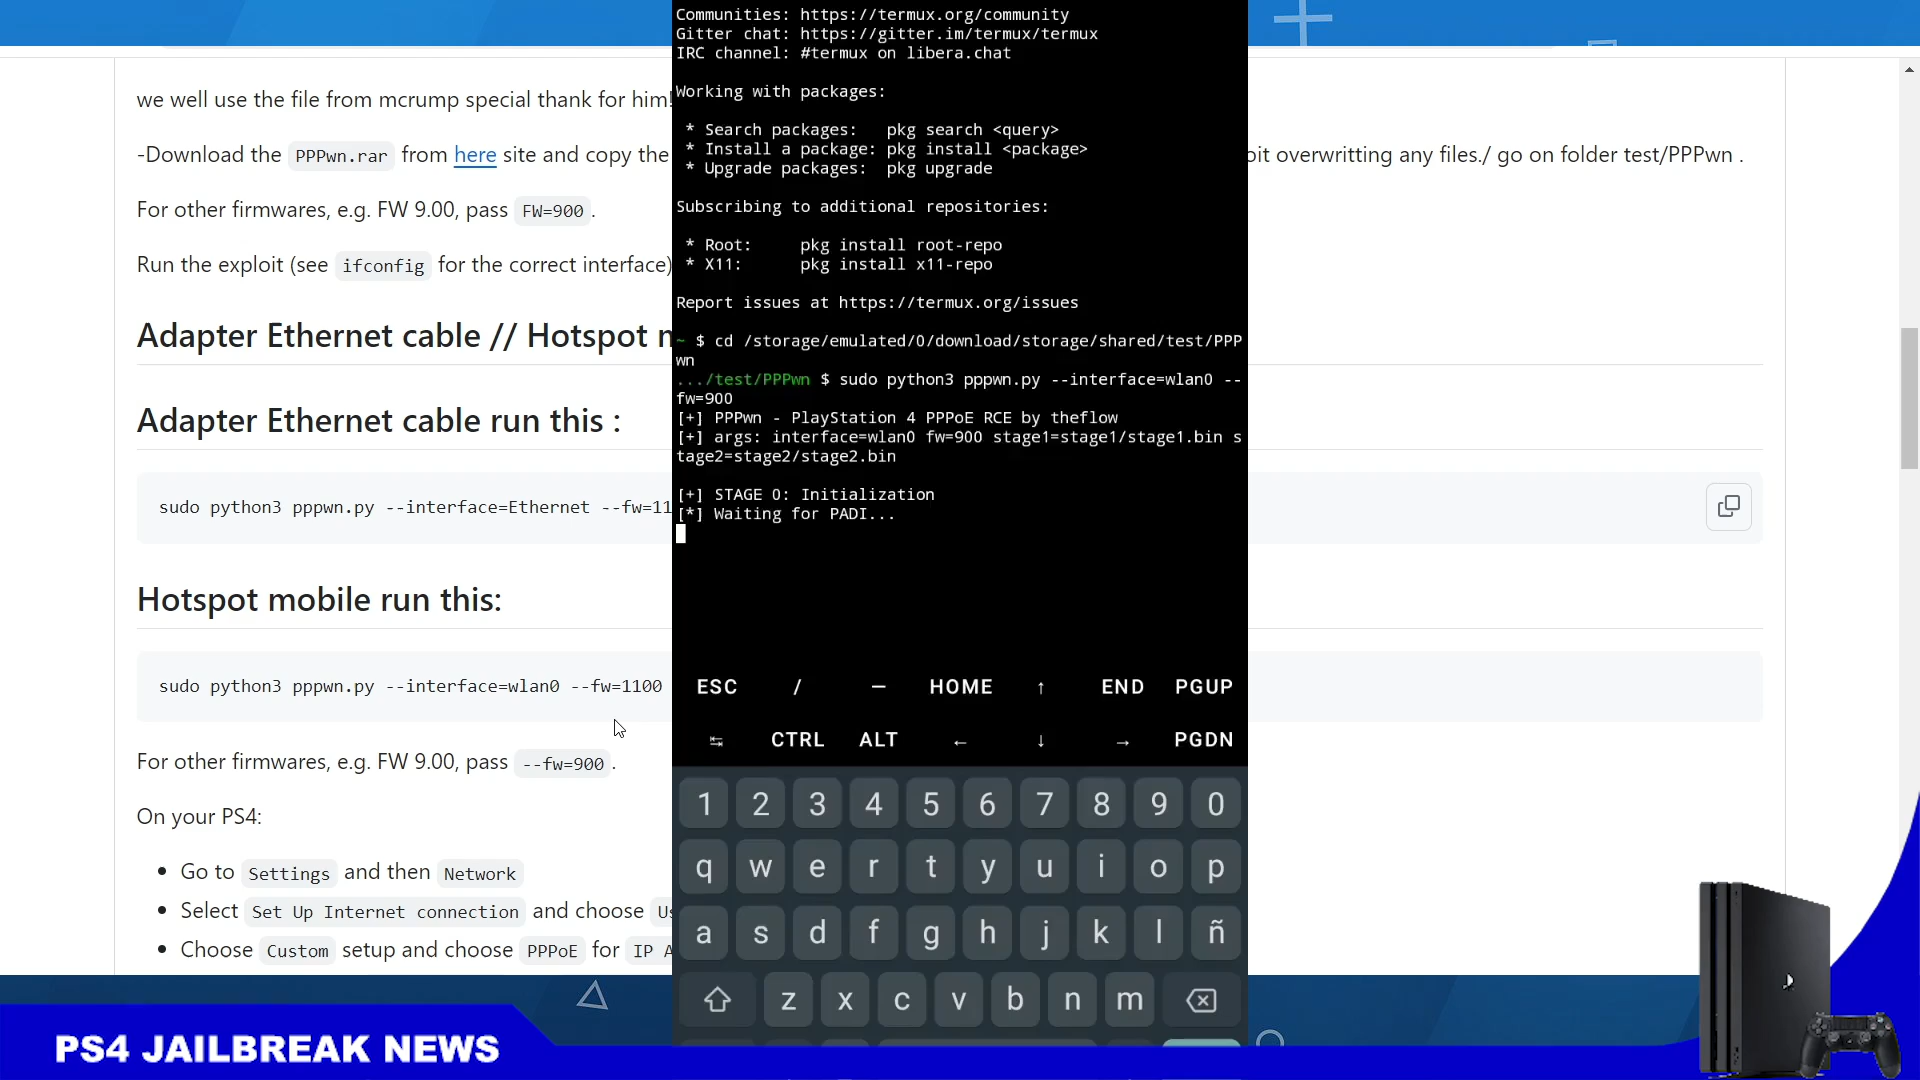 we well use the file from mcrump special thank for him!
-Download the PPPwn.rar from here site and copy the
oit overwritting any files./ go on folder test/PPPwn .
For other firmwares, e.g. FW 9.00, pass FW=900 .
Run the exploit (see ifconfig for the correct interface)
Adapter Ethernet cable // Hotspot m
Adapter Ethernet cable run this :
sudo python3 pppwn.py --interface=Ethernet --fw=11
Hotspot mobile run this:
sudo python3 pppwn.py --interface=wlan0 --fw=1100
For other firmwares, e.g. FW 9.00, pass --fw=900 .
On your PS4:
• Go to Settings and then Network
• Select Set Up Internet connection and choose Us
• Choose Custom setup and choose PPPoE for IP A
Communities: https://termux.org/community
Gitter chat: https://gitter.im/termux/termux
IRC channel: #termux on libera.chat
Working with packages:
* Search packages: pkg search <query>
* Install a package: pkg install <package>
* Upgrade packages: pkg upgrade
Subscribing to additional repositories:
* Root: pkg install root-repo
* X11: pkg install x11-repo
Report issues at https://termux.org/issues
~ $ cd /storage/emulated/0/download/storage/shared/test/PPP
wn
.../test/PPPwn $ sudo python3 pppwn.py --interface=wlan0 --
fw=900
[+] PPPwn - PlayStation 4 PPPoE RCE by theflow
[+] args: interface=wlan0 fw=900 stage1=stage1/stage1.bin s
tage2=stage2/stage2.bin
[+] STAGE 0: Initialization
[*] Waiting for PADI...
ESC / — HOME ↑ END PGUP
↹ CTRL ALT ← ↓ → PGDN
1 2 3 4 5 6 7 8 9 0
q w e r t y u i o p
a s d f g h j k l ñ
z x c v b n m
PS4 JAILBREAK NEWS